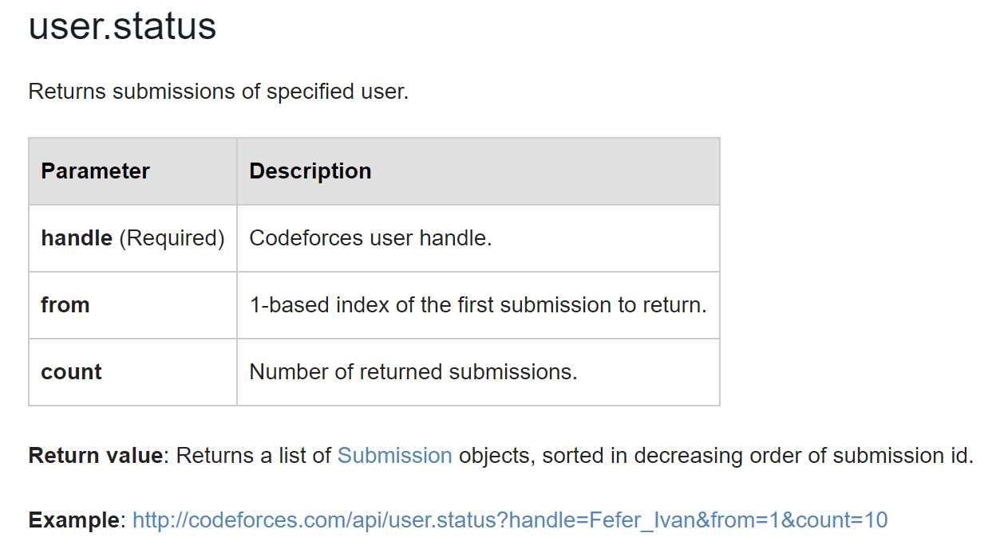 user.status
Returns submissions of specified user.
Parameter Description
handle (Required) Codeforces user handle.
from 1-based index of the first submission to return.
count Number of returned submissions.
Return value: Returns a list of Submission objects, sorted in decreasing order of submission id.
Example: http://codeforces.com/api/user.status?handle=Fefer_Ivan&from=1&count=10